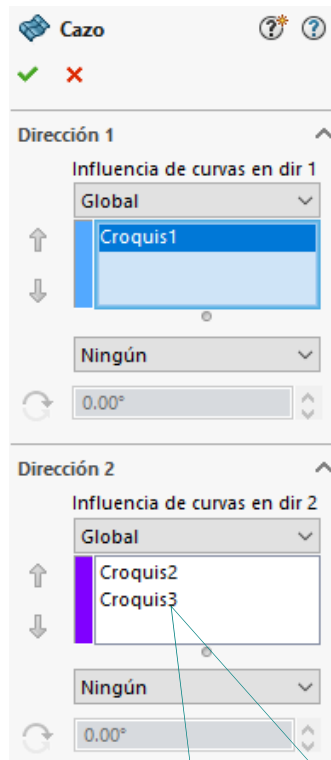 Cazo
Dirección 1
Influencia de curvas en dir 1
Global
Croquis1
Ningún
0.00°
Dirección 2
Influencia de curvas en dir 2
Global
Croquis2
Croquis3
Ningún
0.00°